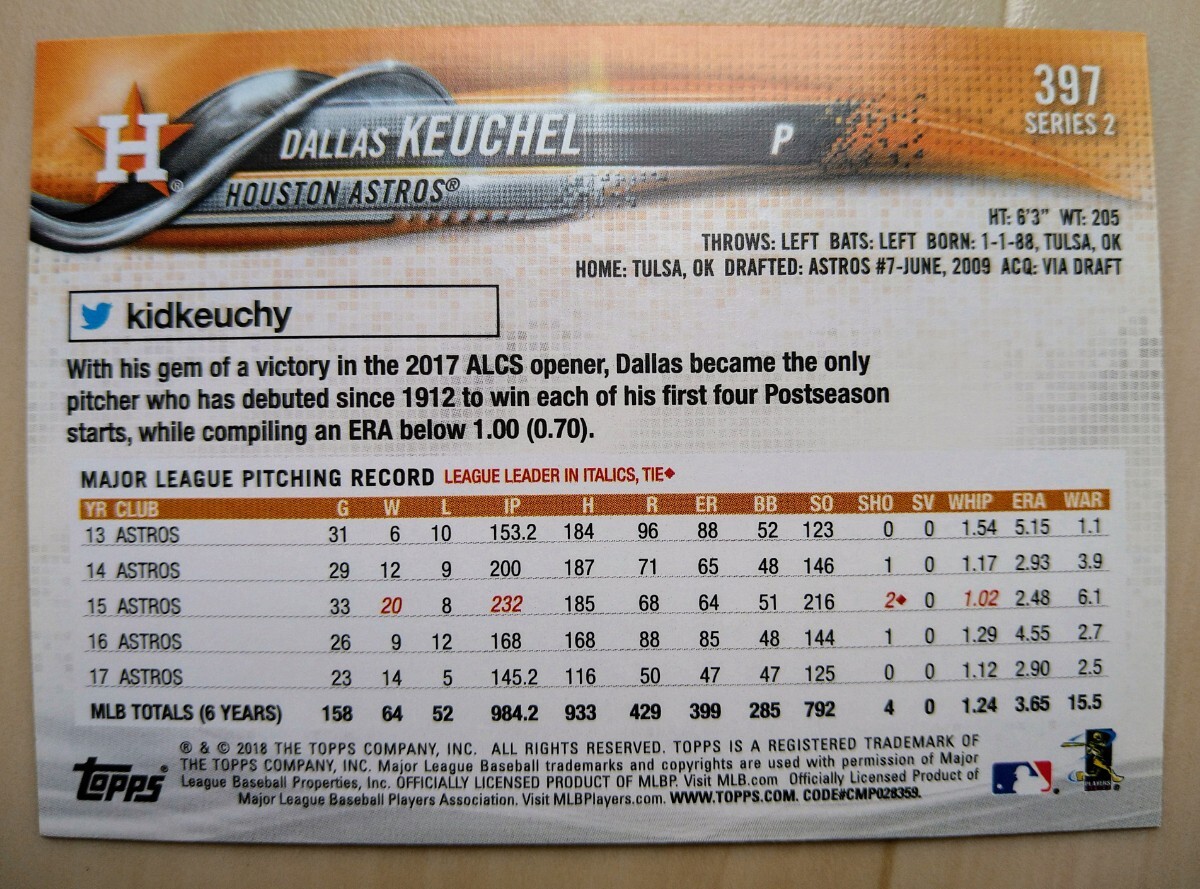 397
SERIES 2
H ®
DALLAS KEUCHEL P
HOUSTON ASTROS®
HT: 6'3" WT: 205
THROWS: LEFT BATS: LEFT BORN: 1-1-88, TULSA, OK
HOME: TULSA, OK DRAFTED: ASTROS #7-JUNE, 2009 ACQ: VIA DRAFT
kidkeuchy
With his gem of a victory in the 2017 ALCS opener, Dallas became the only
pitcher who has debuted since 1912 to win each of his first four Postseason
starts, while compiling an ERA below 1.00 (0.70).
MAJOR LEAGUE PITCHING RECORD LEAGUE LEADER IN ITALICS, TIE◆
YR CLUB G W L IP H R ER BB SO SHO SV WHIP ERA WAR
13 ASTROS 31 6 10 153.2 184 96 88 52 123 0 0 1.54 5.15 1.1
14 ASTROS 29 12 9 200 187 71 65 48 146 1 0 1.17 2.93 3.9
15 ASTROS 33 20 8 232 185 68 64 51 216 2◆ 0 1.02 2.48 6.1
16 ASTROS 26 9 12 168 168 88 85 48 144 1 0 1.29 4.55 2.7
17 ASTROS 23 14 5 145.2 116 50 47 47 125 0 0 1.12 2.90 2.5
MLB TOTALS (6 YEARS) 158 64 52 984.2 933 429 399 285 792 4 0 1.24 3.65 15.5
TOPPS®
® & © 2018 THE TOPPS COMPANY, INC. ALL RIGHTS RESERVED. TOPPS IS A REGISTERED TRADEMARK OF
THE TOPPS COMPANY, INC. Major League Baseball trademarks and copyrights are used with permission of Major
League Baseball Properties, Inc. OFFICIALLY LICENSED PRODUCT OF MLBP. Visit MLB.com Officially Licensed Product of
Major League Baseball Players Association. Visit MLBPlayers.com. WWW.TOPPS.COM. CODE#CMP028359.
PLAYERS